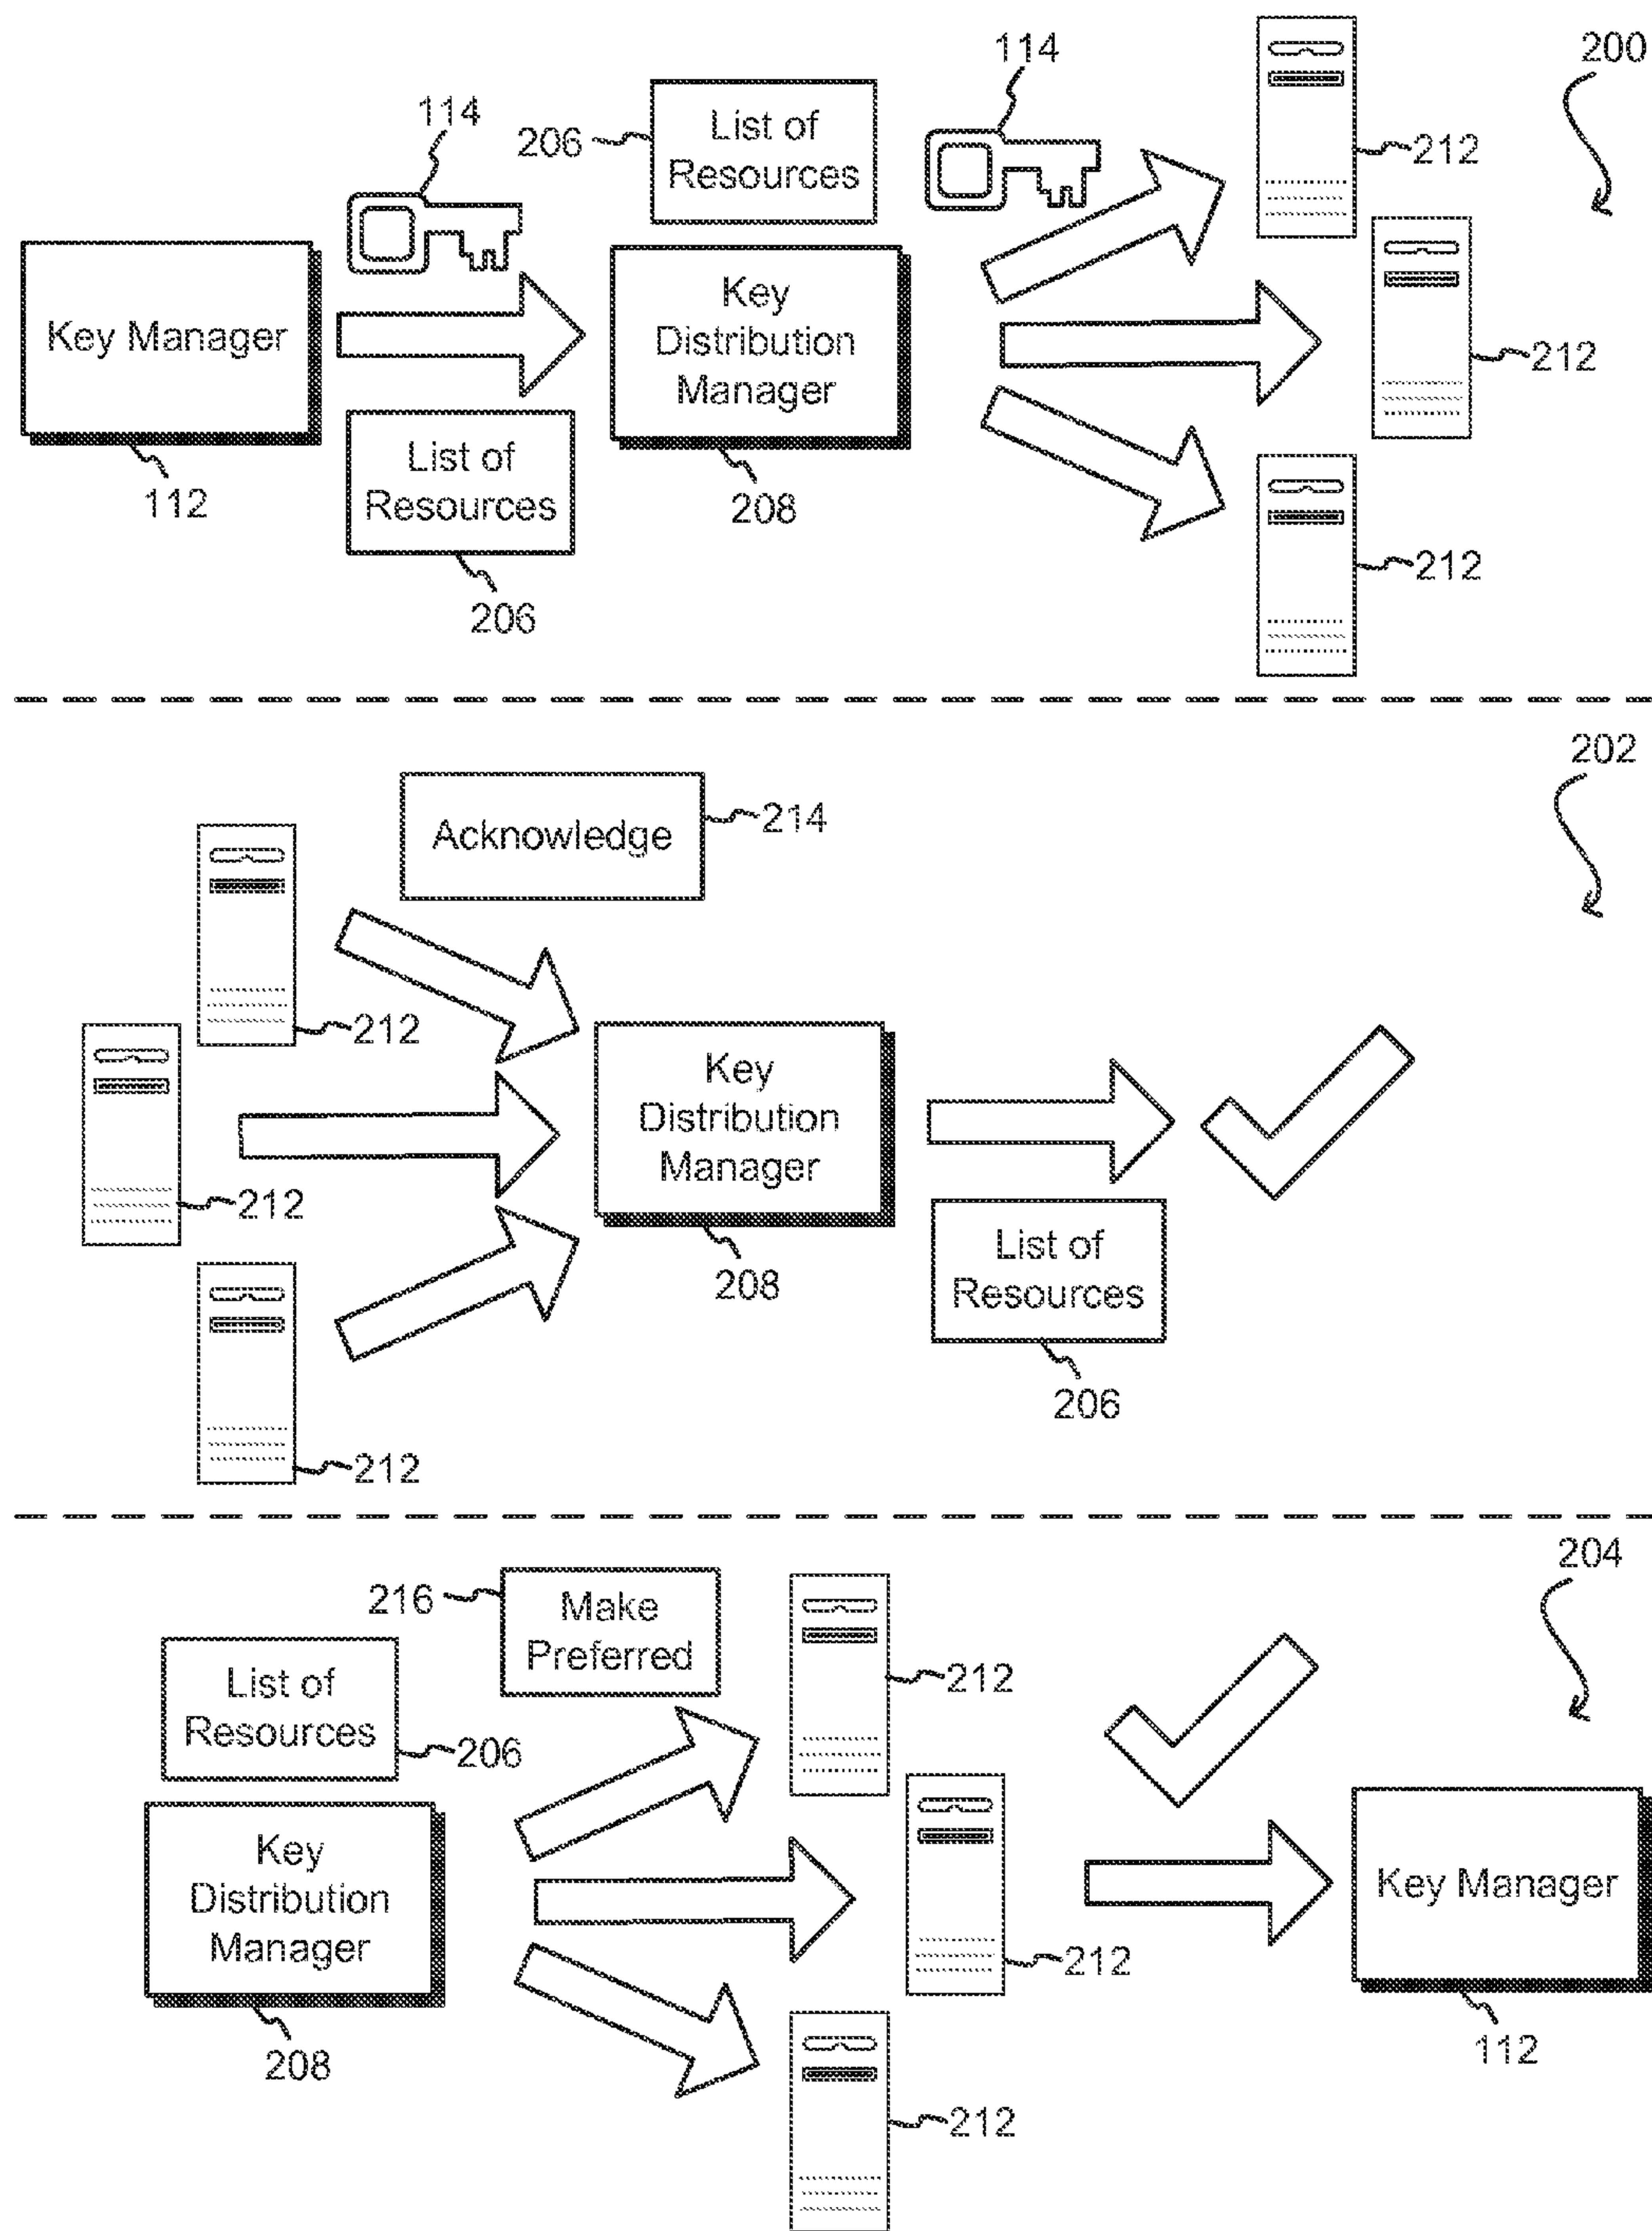 200
114
114
206
List of
Resources
212
Key Manager
Key
Distribution
Manager
212
List of
Resources
112
208
212
206
202
Acknowledge
214
212
Key
Distribution
Manager
212
208
List of
Resources
206
212
204
216
Make
Preferred
List of
Resources
212
206
Key
Distribution
Manager
Key Manager
212
208
112
212